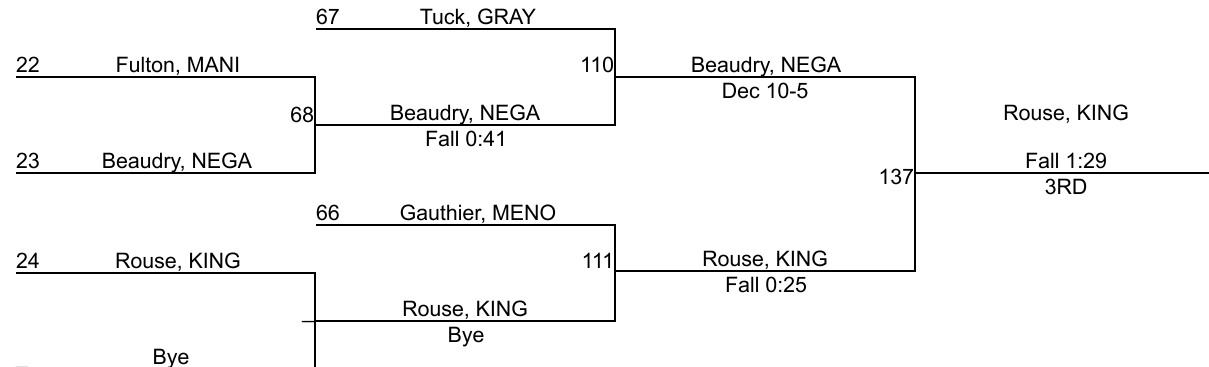 67 Tuck, GRAY
22 Fulton, MANI
110 Beaudry, NEGA
Dec 10-5
68 Beaudry, NEGA
Fall 0:41
Rouse, KING
23 Beaudry, NEGA
Fall 1:29
137
3RD
66 Gauthier, MENO
24 Rouse, KING
111 Rouse, KING
Fall 0:25
Rouse, KING
Bye
Bye